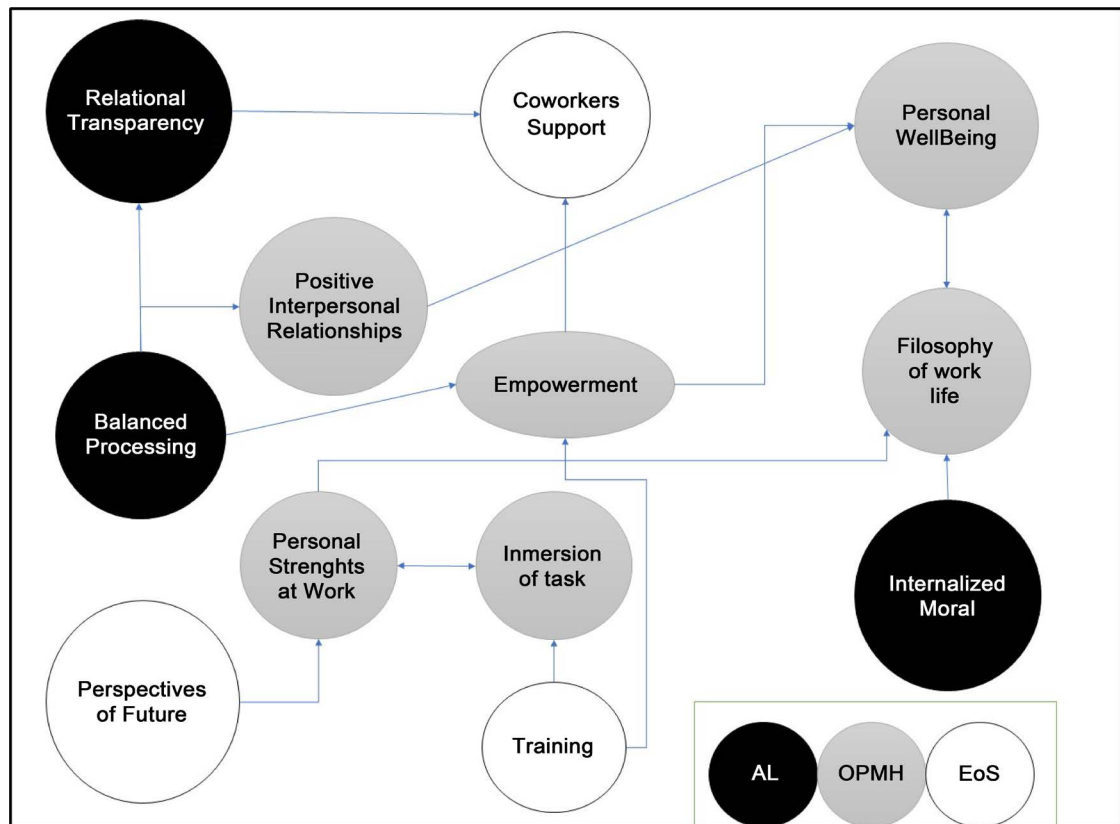 Relational
Transparency
Coworkers
Support
Personal
WellBeing
Positive
Interpersonal
Relationships
Empowerment
Filosophy
of work
life
Balanced
Processing
Personal
Strenghts
at Work
Inmersion
of task
Internalized
Moral
Perspectives
of Future
Training
AL
OPMH
EoS